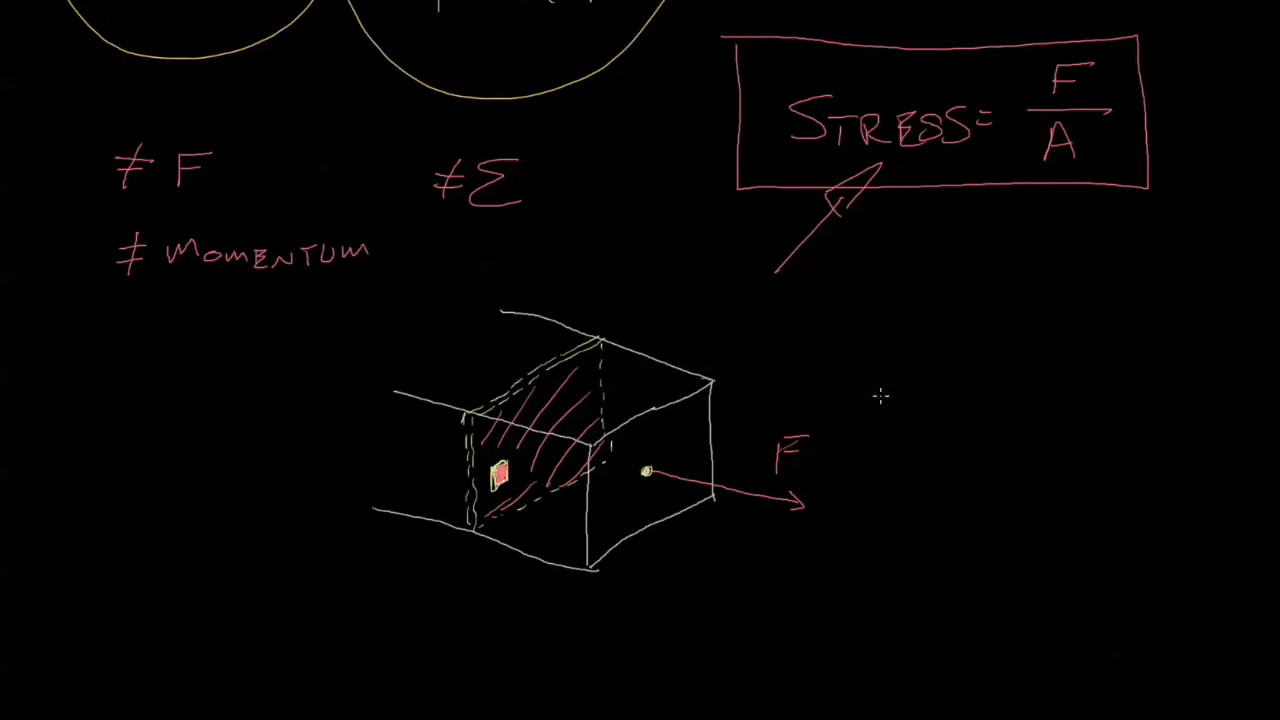 STRESS = F/A
≠ F
≠ Σ
≠ MOMENTUM
F